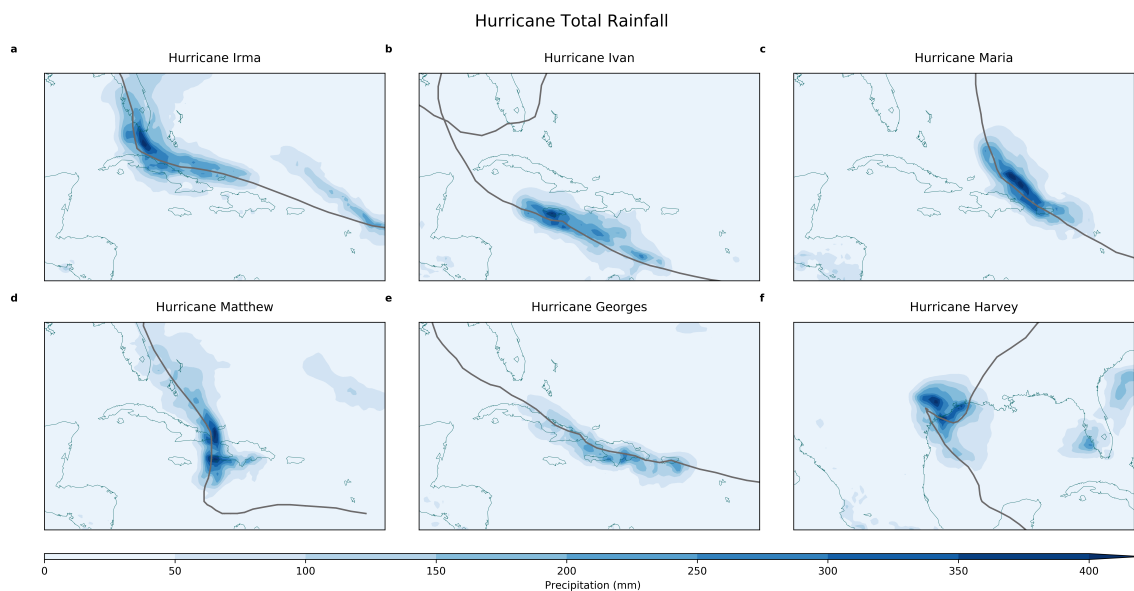 Hurricane Total Rainfall
a
Hurricane Irma
b
Hurricane Ivan
c
Hurricane Maria
d
Hurricane Matthew
e
Hurricane Georges
f
Hurricane Harvey
0 50 100 150 200 250 300 350 400
Precipitation (mm)